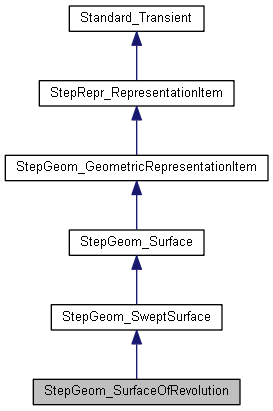 Standard_Transient
StepRepr_RepresentationItem
StepGeom_GeometricRepresentationItem
StepGeom_Surface
StepGeom_SweptSurface
StepGeom_SurfaceOfRevolution